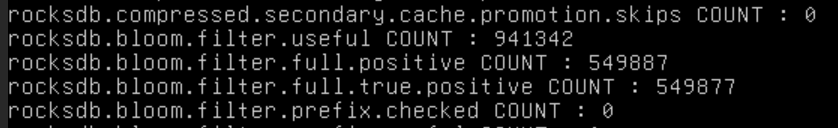 rocksdb.compressed.secondary.cache.promotion.skips COUNT : 0
rocksdb.bloom.filter.useful COUNT : 941342
rocksdb.bloom.filter.full.positive COUNT : 549887
rocksdb.bloom.filter.full.true.positive COUNT : 549877
rocksdb.bloom.filter.prefix.checked COUNT : 0